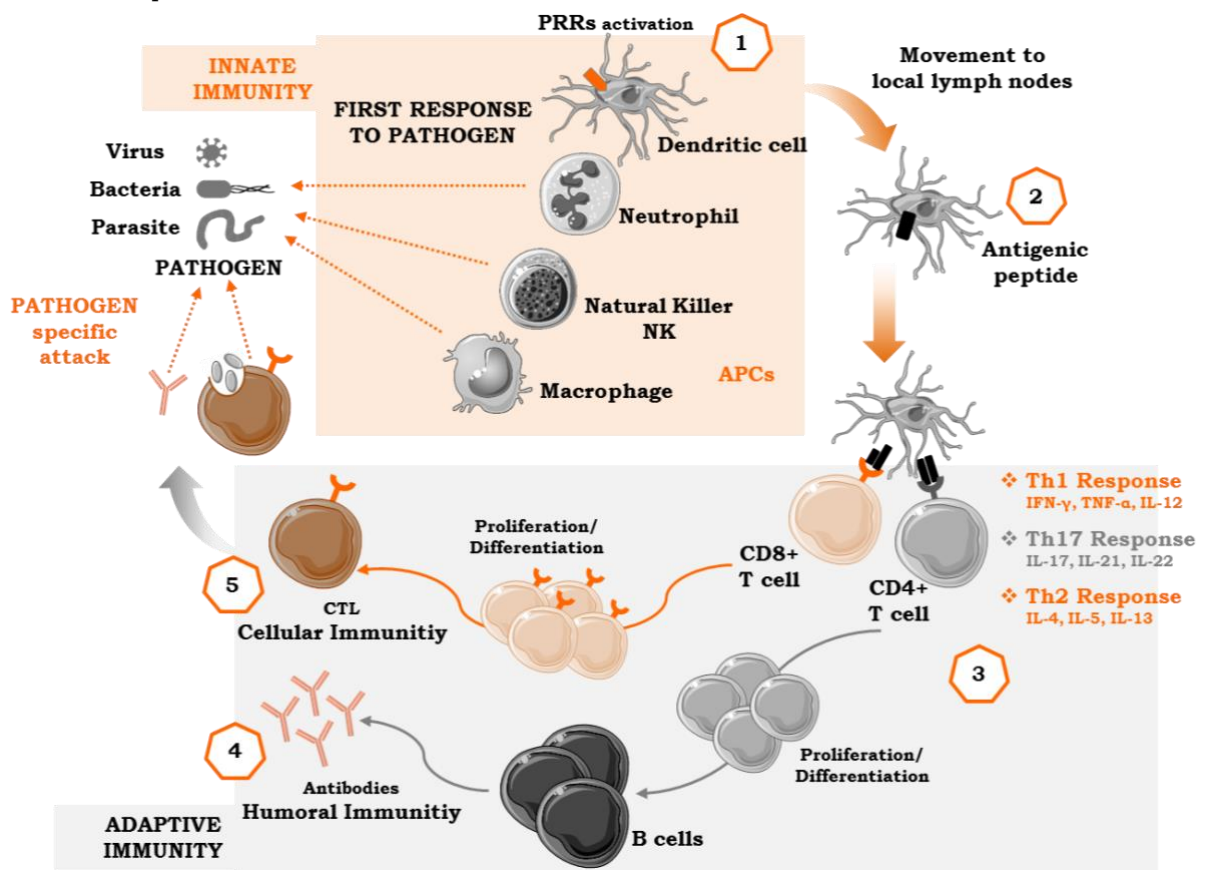 PRRs activation
1
INNATE
IMMUNITY
FIRST RESPONSE
TO PATHOGEN
Movement to
local lymph nodes
Dendritic cell
Virus
Bacteria
Parasite
PATHOGEN
Neutrophil
2
Antigenic
peptide
Natural Killer
NK
PATHOGEN
specific
attack
APCs
Macrophage
❖ Th1 Response
IFN-γ, TNF-α, IL-12
❖ Th17 Response
IL-17, IL-21, IL-22
❖ Th2 Response
IL-4, IL-5, IL-13
Proliferation/
Differentiation
CD8+
T cell
CD4+
T cell
5
CTL
Cellular Immunitiy
3
4
Proliferation/
Differentiation
Antibodies
Humoral Immunitiy
B cells
ADAPTIVE
IMMUNITY